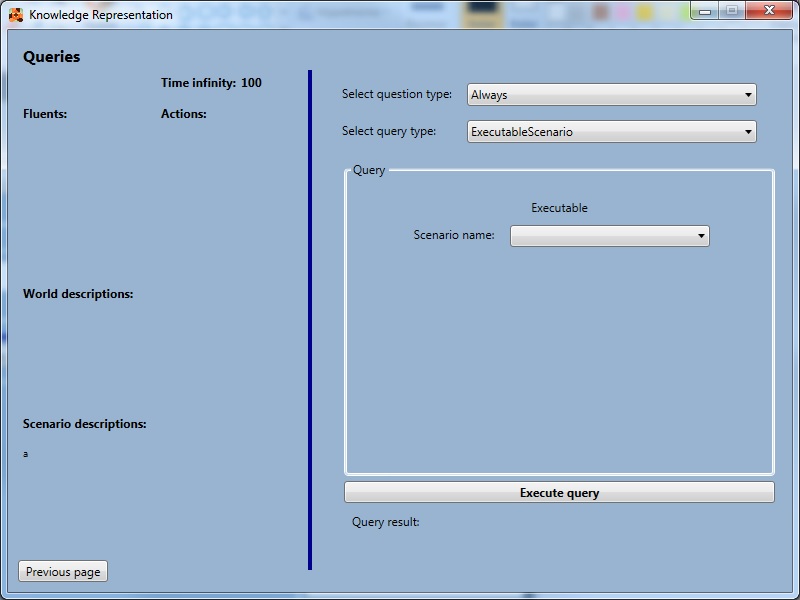 Knowledge Representation
Queries
Time infinity: 100
Fluents:
Actions:
World descriptions:
Scenario descriptions:
a
Previous page
Select question type:
Always
Select query type:
ExecutableScenario
Query
Executable
Scenario name:
Execute query
Query result: